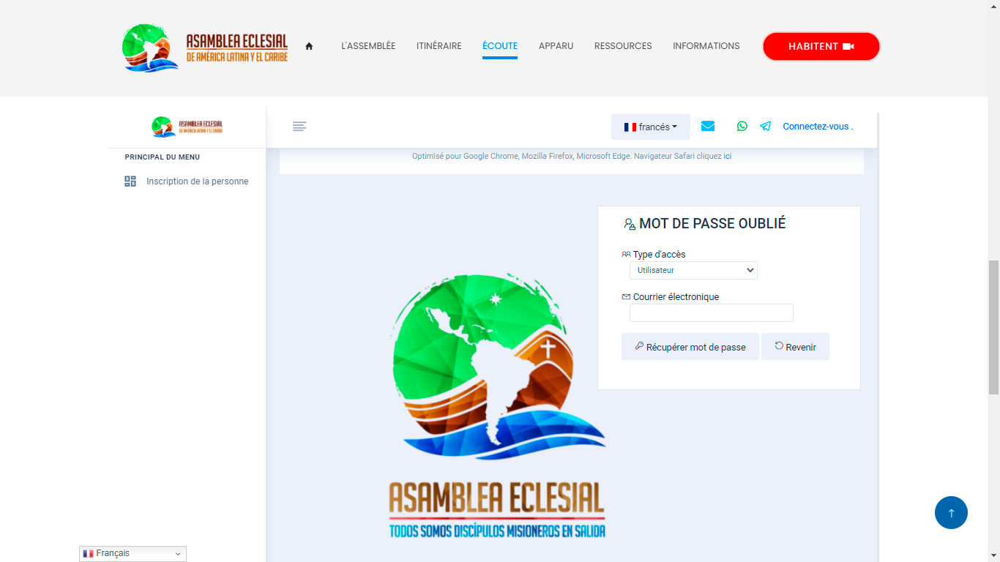 ASAMBLEA ECLESIAL
DE AMÉRICA LATINA Y EL CARIBE
L'ASSEMBLÉE
ITINÉRAIRE
ÉCOUTE
APPARU
RESSOURCES
INFORMATIONS
HABITENT
ASAMBLEA ECLESIAL
DE AMÉRICA LATINA Y EL CARIBE
francés
Connectez-vous .
PRINCIPAL DU MENU
Inscription de la personne
Optimisé pour Google Chrome, Mozilla Firefox, Microsoft Edge. Navigateur Safari cliquez ici
MOT DE PASSE OUBLIÉ
Type d'accès
Utilisateur
Courrier électronique
Récupérer mot de passe
Revenir
ASAMBLEA ECLESIAL
TODOS SOMOS DISCÍPULOS MISIONEROS EN SALIDA
Français